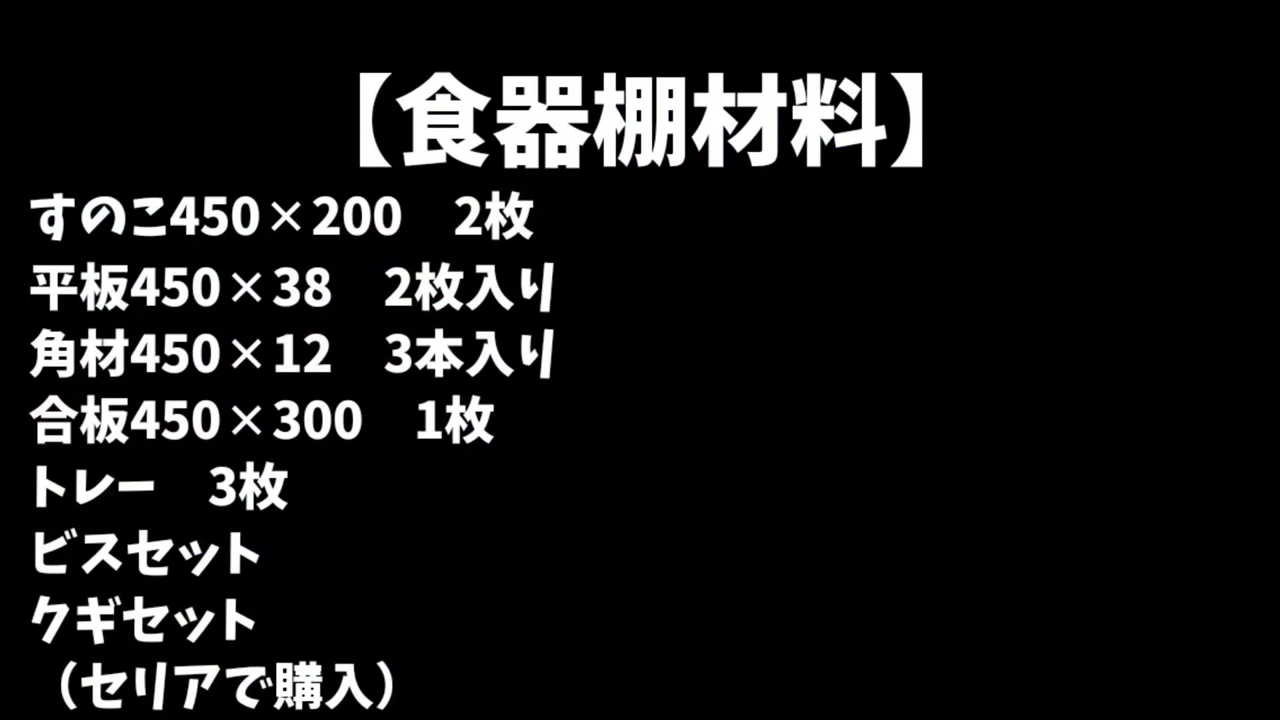 【食器棚材料】
すのこ450×200　2枚
平板450×38　2枚入り
角材450×12　3本入り
合板450×300　1枚
トレー　3枚
ビスセット
クギセット
（セリアで購入）